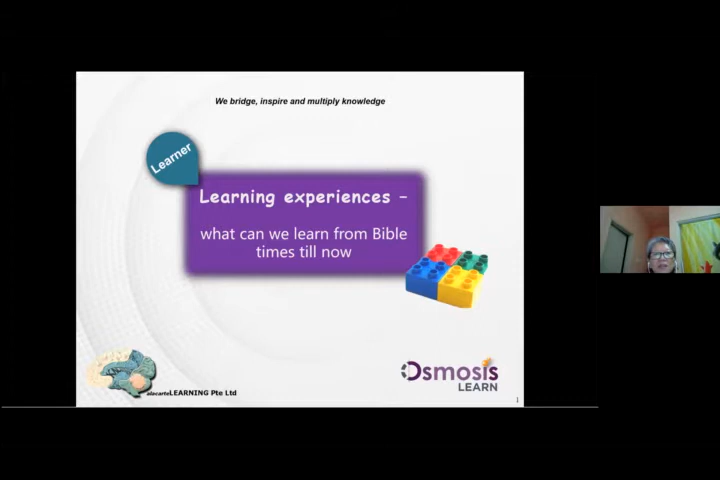 We bridge, inspire and multiply knowledge
Learner
Learning experiences –
what can we learn from Bible
times till now
Osmosis
LEARN
alacarteLEARNING Pte Ltd
1